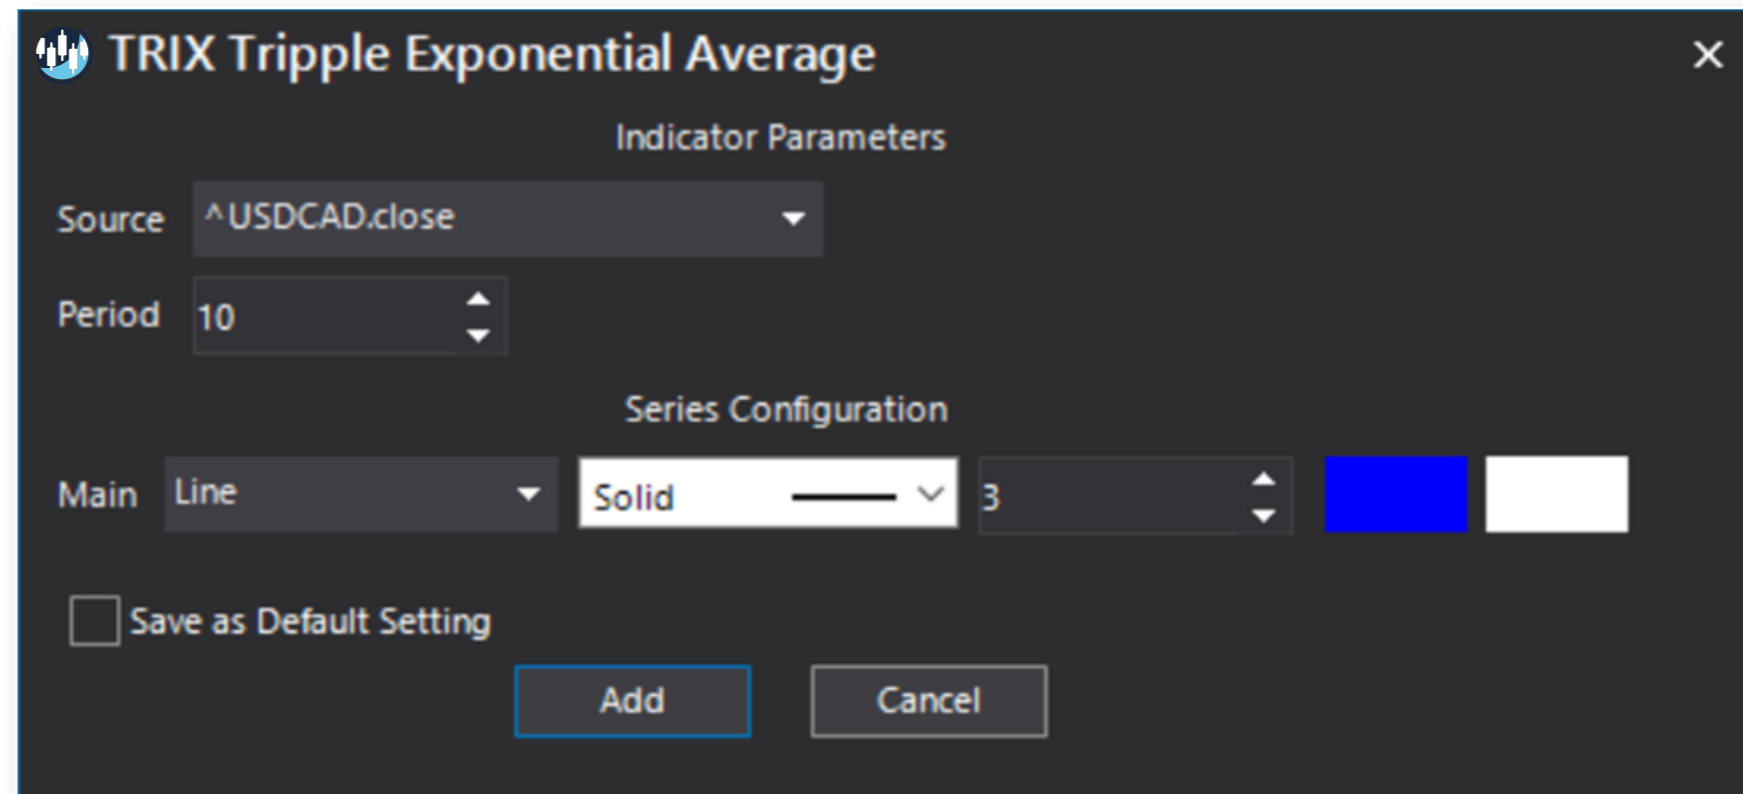 TRIX Tripple Exponential Average
Indicator Parameters
Source ^USDCAD.close
Period 10
Series Configuration
Main Line Solid 3
Save as Default Setting
Add Cancel